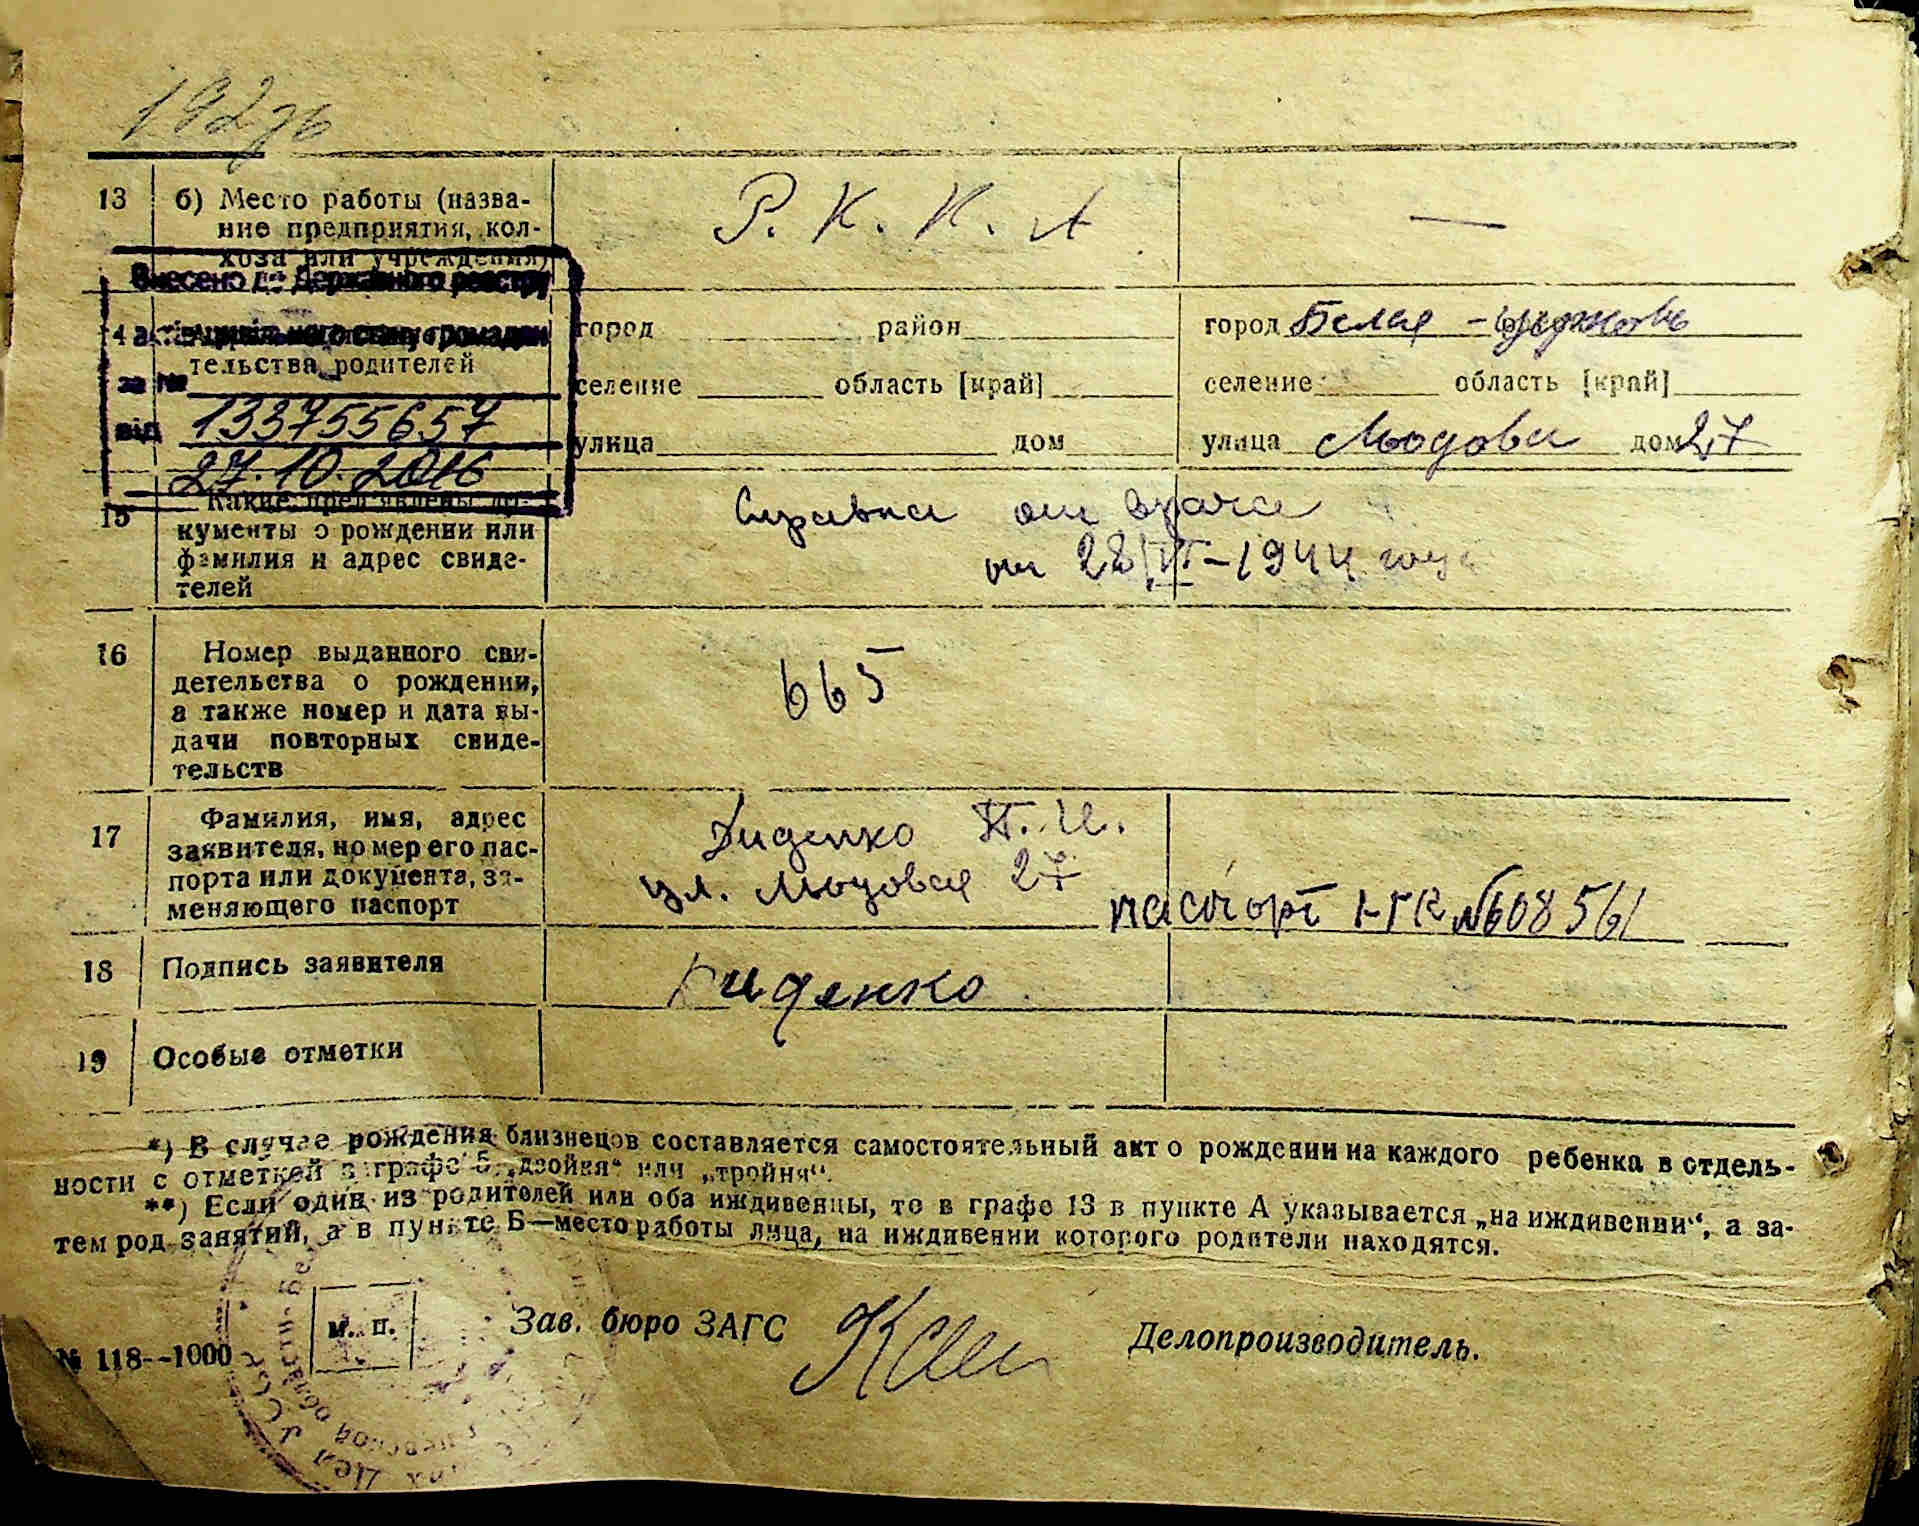 13 б) Место работы (назва-
ние предприятия, кол-
хоза или учреждения)
Р. К. К. А —
Внесено до Державного реєстру
актів цивільного стану громадян
за №
133755657
від
27.10.2016
14
тельства родителей
город район
селение область [край]
улица дом
город Белая-церковь
селение область [край]
улица дом 27
15 Какие предъявлены до-
кументы о рождении или
фамилия и адрес свиде-
телей
Справка от врача
от 28 1944 года
16 Номер выданного сви-
детельства о рождении,
а также номер и дата вы-
дачи повторных свиде-
тельств
665
17 Фамилия, имя, адрес
заявителя, номер его пас-
порта или документа, за-
меняющего паспорт
Диденко П. И.
ул. 27
паспорт № 608561
18 Подпись заявителя
Диденко
19 Особые отметки
*) В случае рождения близнецов составляется самостоятельный акт о рождении на каждого ребенка в отдель-
ности с отметкой в графе 5 „двойня“ или „тройня“.
**) Если один из родителей или оба иждивенцы, то в графе 13 в пункте А указывается „на иждивении“, а за-
тем род занятий, а в пункте Б—место работы лица, на иждивении которого родители находятся.
м. п.
Зав. бюро ЗАГС
Делопроизводитель.
№ 118--1000